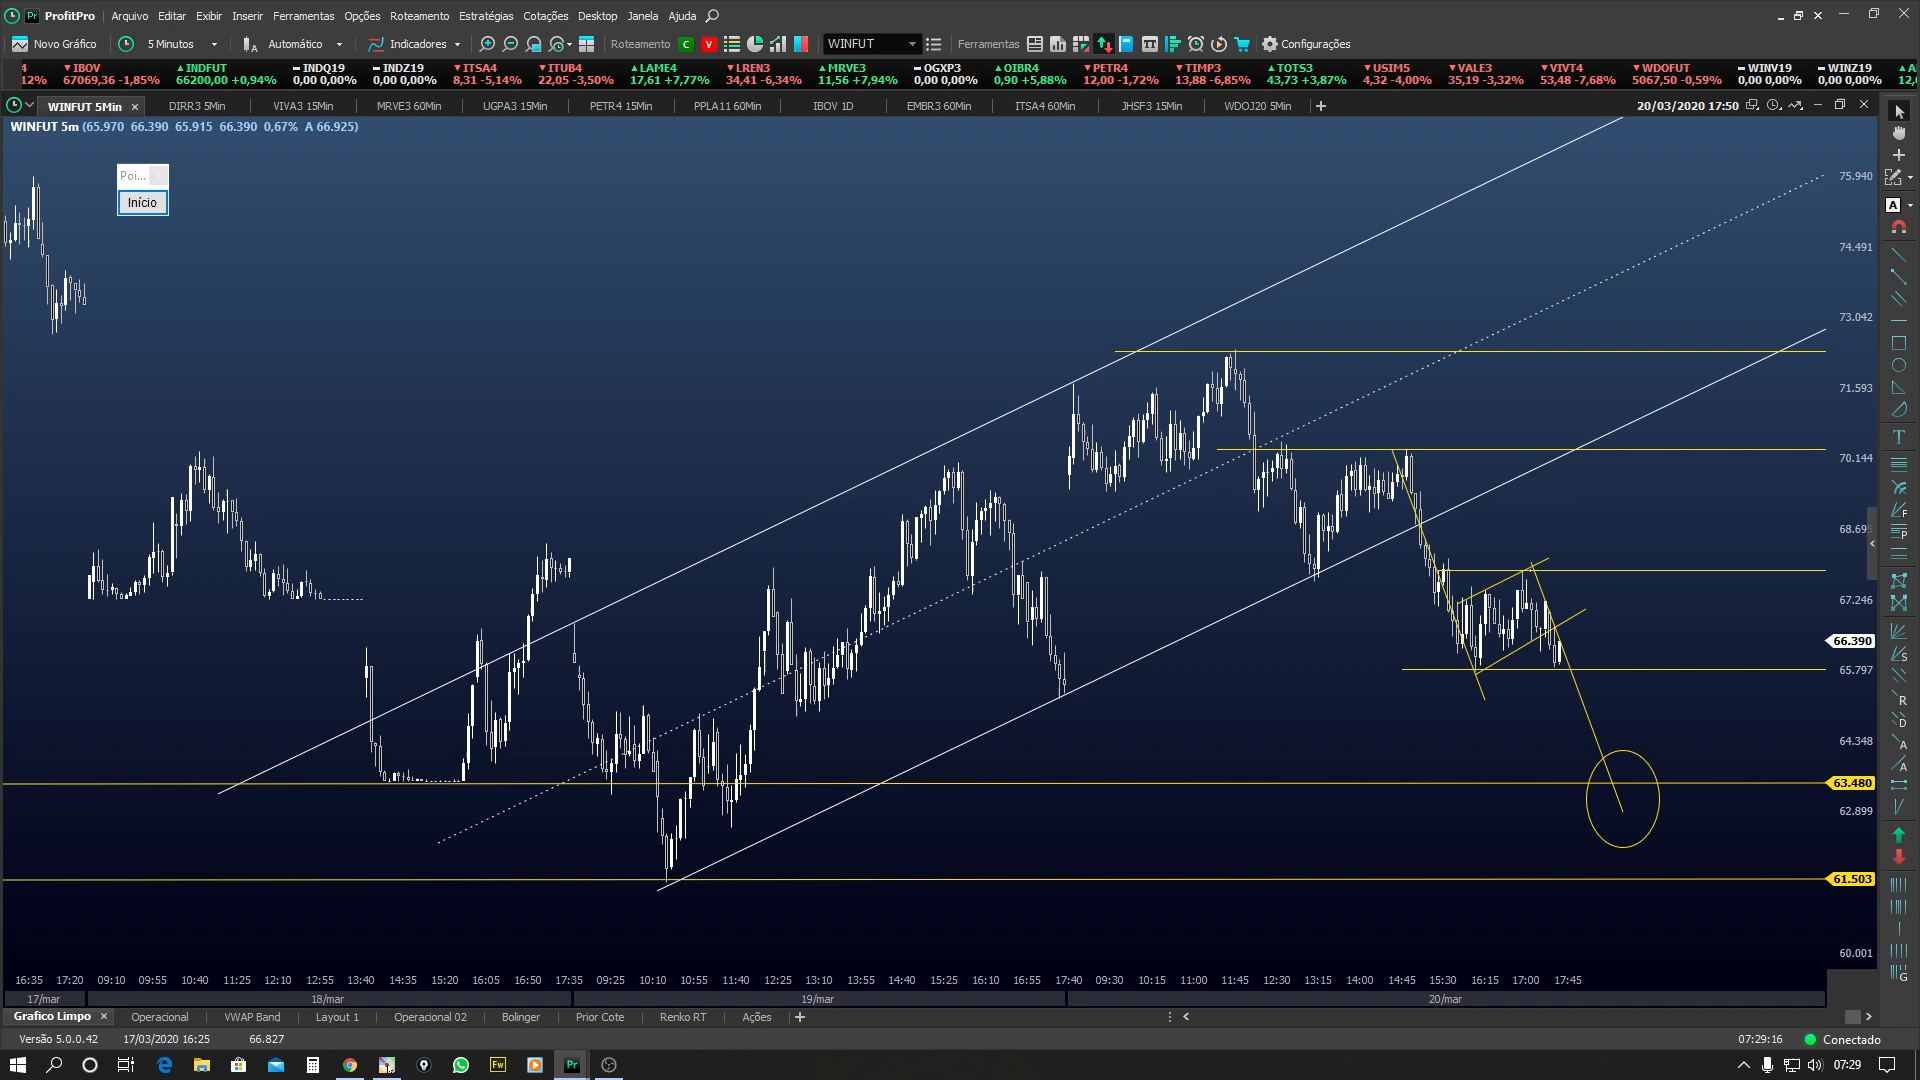 ProfitPro Arquivo Editar Exibir Inserir Ferramentas Opções Roteamento Estratégias Cotações Desktop Janela Ajuda
Novo Gráfico 5 Minutos Automático Indicadores Roteamento C V WINFUT Ferramentas Configurações
4 IBOV INDFUT INDQ19 INDZ19 ITSA4 ITUB4 LAME4 LREN3 MRVE3 OGXP3 OIBR4 PETR4 TIMP3 TOTS3 USIM5 VALE3 VIVT4 WDOFUT WINV19 WINZ19
12% 67069,36 -1,85% 66200,00 +0,94% 0,00 0,00% 0,00 0,00% 8,31 -5,14% 22,05 -3,50% 17,61 +7,77% 34,41 -6,34% 11,56 +7,94% 0,00 0,00% 0,90 +5,88% 12,00 -1,72% 13,88 -6,85% 43,73 +3,87% 4,32 -4,00% 35,19 -3,32% 53,48 -7,68% 5067,50 -0,59% 0,00 0,00% 0,00 0,00%
WINFUT 5Min DIRR3 5Min VIVA3 15Min MRVE3 60Min UGPA3 15Min PETR4 15Min PPLA11 60Min IBOV 1D EMBR3 60Min ITSA4 60Min JHSF3 15Min WDOJ20 5Min 20/03/2020 17:50
WINFUT 5m (65.970 66.390 65.915 66.390 0,67% A 66.925)
Poi...
Início
75.940
74.491
73.042
71.593
70.144
68.695
67.246
66.390
65.797
64.348
63.480
62.899
61.503
60.001
16:35 17:20 09:10 09:55 10:40 11:25 12:10 12:55 13:40 14:35 15:20 16:05 16:50 17:35 09:25 10:10 10:55 11:40 12:25 13:10 13:55 14:40 15:25 16:10 16:55 17:40 09:30 10:15 11:00 11:45 12:30 13:15 14:00 14:45 15:30 16:15 17:00 17:45
17/mar 18/mar 19/mar 20/mar
Grafico Limpo Operacional VWAP Band Layout 1 Operacional 02 Bolinger Prior Cote Renko RT Ações
Versão 5.0.0.42 17/03/2020 16:25 66.827 07:29:16 Conectado
Fw Pr 07:29